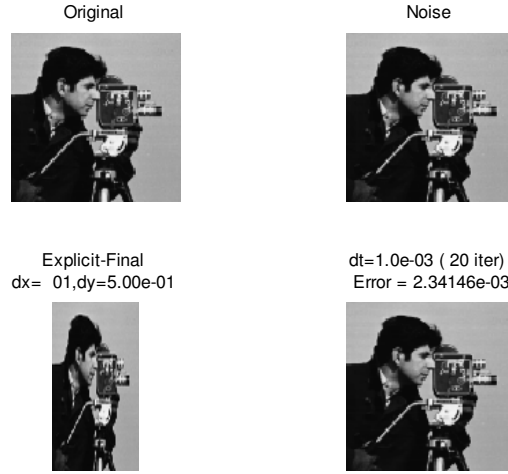 Original
Noise
Explicit-Final
dx= 01,dy=5.00e-01
dt=1.0e-03 ( 20 iter)
Error = 2.34146e-03